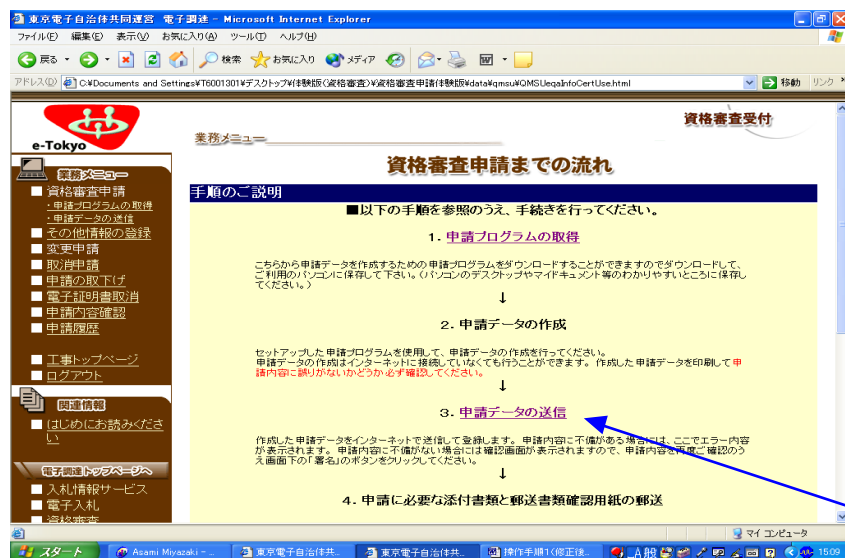 東京電子自治体共同運営 電子調達 - Microsoft Internet Explorer
ファイル(F) 編集(E) 表示(V) お気に入り(A) ツール(T) ヘルプ(H)
戻る 検索 お気に入り メディア
アドレス(D) C:¥Documents and Settings¥T6001301¥デスクトップ¥体験版(資格審査)¥資格審査申請体験版¥data¥qmsu¥QMSUeqaInfoCertUse.html 移動 リンク »
e-Tokyo
業務メニュー
資格審査受付
業務メニュー
資格審査申請
・申請プログラムの取得
・申請データの送信
その他情報の登録
変更申請
取消申請
申請の取下げ
電子証明書取消
申請内容確認
申請履歴
工事トップページ
ログアウト
関連情報
はじめにお読みください
電子調達トップページへ
入札情報サービス
電子入札
資格審査
資格審査申請までの流れ
手順のご説明
■以下の手順を参照のうえ、手続きを行ってください。
1. 申請プログラムの取得
こちらから申請データを作成するための申請プログラムをダウンロードすることができますのでダウンロードして、
ご利用のパソコンに保存して下さい。(パソコンのデスクトップやマイドキュメント等のわかりやすいところに保存し
てください。)
↓
2. 申請データの作成
セットアップした申請プログラムを使用して、申請データの作成を行ってください。
申請データの作成はインターネットに接続していなくても行うことができます。 作成した申請データを印刷して申
請内容に誤りがないかどうか必ず確認してください。
↓
3. 申請データの送信
作成した申請データをインターネットで送信して登録します。 申請内容に不備がある場合には、ここでエラー内容
が表示されます。 申請内容に不備がない場合には確認画面が表示されますので、申請内容を再度ご確認のう
え画面下の「署名」のボタンをクリックしてください。
↓
4. 申請に必要な添付書類と郵送書類確認用紙の郵送
マイ コンピュータ
スタート Asami Miyazaki - ... 東京電子自治体共... 東京電子自治体共... 操作手順1(修正後... A 般 15:09